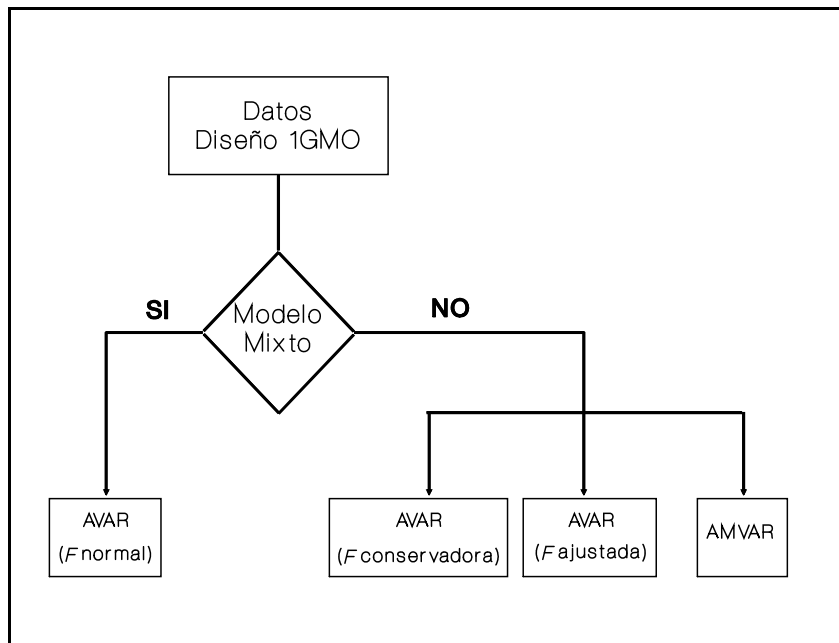 Datos
Diseño 1GMO
SI
NO
Modelo
Mixto
AVAR
(F normal)
AVAR
(F conservadora)
AVAR
(F ajustada)
AMVAR